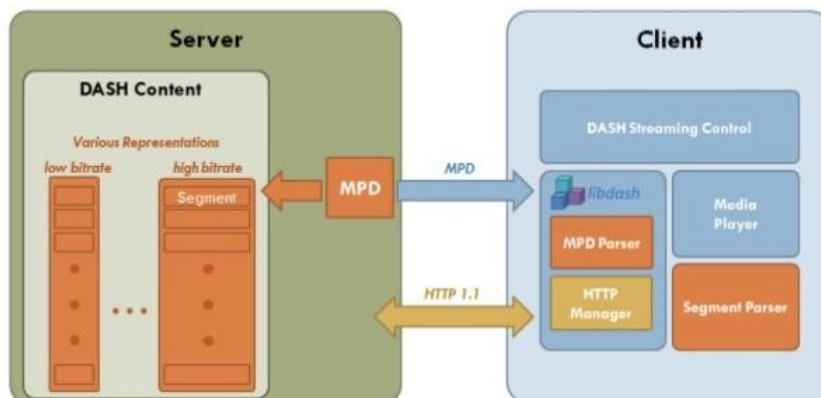 Server
DASH Content
Various Representations
low bitrate
high bitrate
Segment
MPD
MPD
HTTP 1.1
Client
DASH Streaming Control
libdash
MPD Parser
HTTP
Manager
Media
Player
Segment Parser